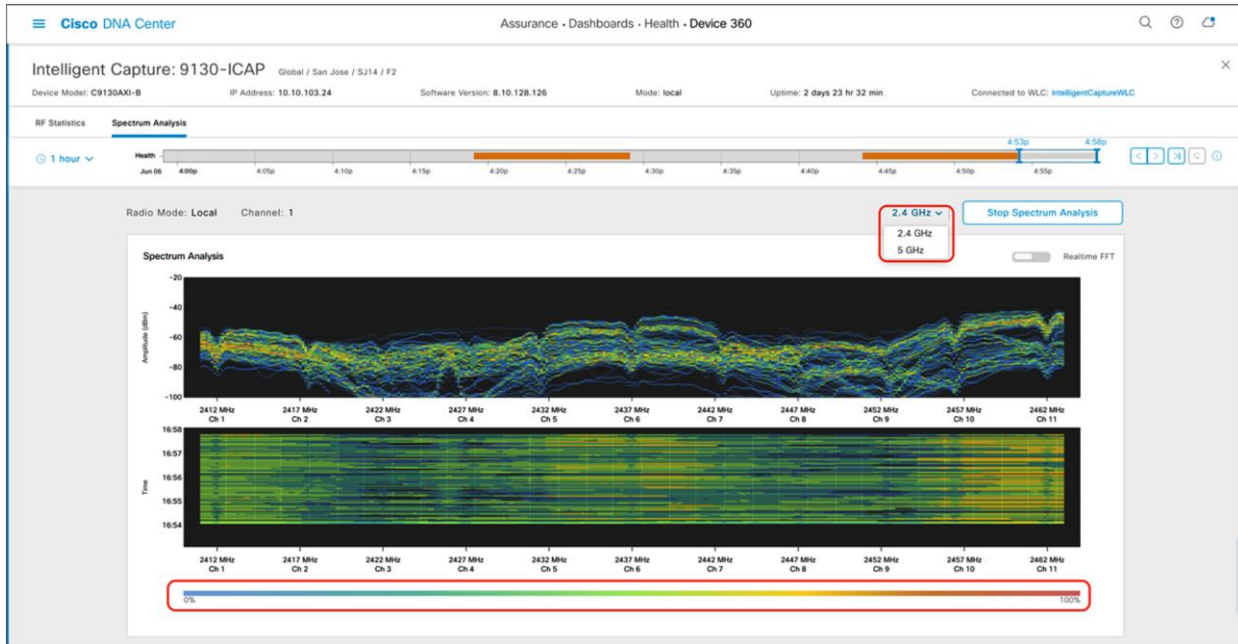 Cisco DNA Center
Assurance · Dashboards · Health · Device 360
Intelligent Capture: 9130-ICAP Global / San Jose / SJ14 / F2
Device Model: C9130AXI-B IP Address: 10.10.103.24 Software Version: 8.10.128.126 Mode: local Uptime: 2 days 23 hr 32 min Connected to WLC: IntelligentCaptureWLC
RF Statistics Spectrum Analysis
4:53p 4:58p
1 hour Health
Jun 06 4:00p 4:05p 4:10p 4:15p 4:20p 4:25p 4:30p 4:35p 4:40p 4:45p 4:50p 4:55p
Radio Mode: Local Channel: 1 2.4 GHz Stop Spectrum Analysis
2.4 GHz
5 GHz
Spectrum Analysis Realtime FFT
-20
-40
-60
-80
-100
Amplitude (dBm)
2412 MHz 2417 MHz 2422 MHz 2427 MHz 2432 MHz 2437 MHz 2442 MHz 2447 MHz 2452 MHz 2457 MHz 2462 MHz
Ch 1 Ch 2 Ch 3 Ch 4 Ch 5 Ch 6 Ch 7 Ch 8 Ch 9 Ch 10 Ch 11
16:58
16:57
16:56
16:55
16:54
Time
2412 MHz 2417 MHz 2422 MHz 2427 MHz 2432 MHz 2437 MHz 2442 MHz 2447 MHz 2452 MHz 2457 MHz 2462 MHz
Ch 1 Ch 2 Ch 3 Ch 4 Ch 5 Ch 6 Ch 7 Ch 8 Ch 9 Ch 10 Ch 11
0% 100%